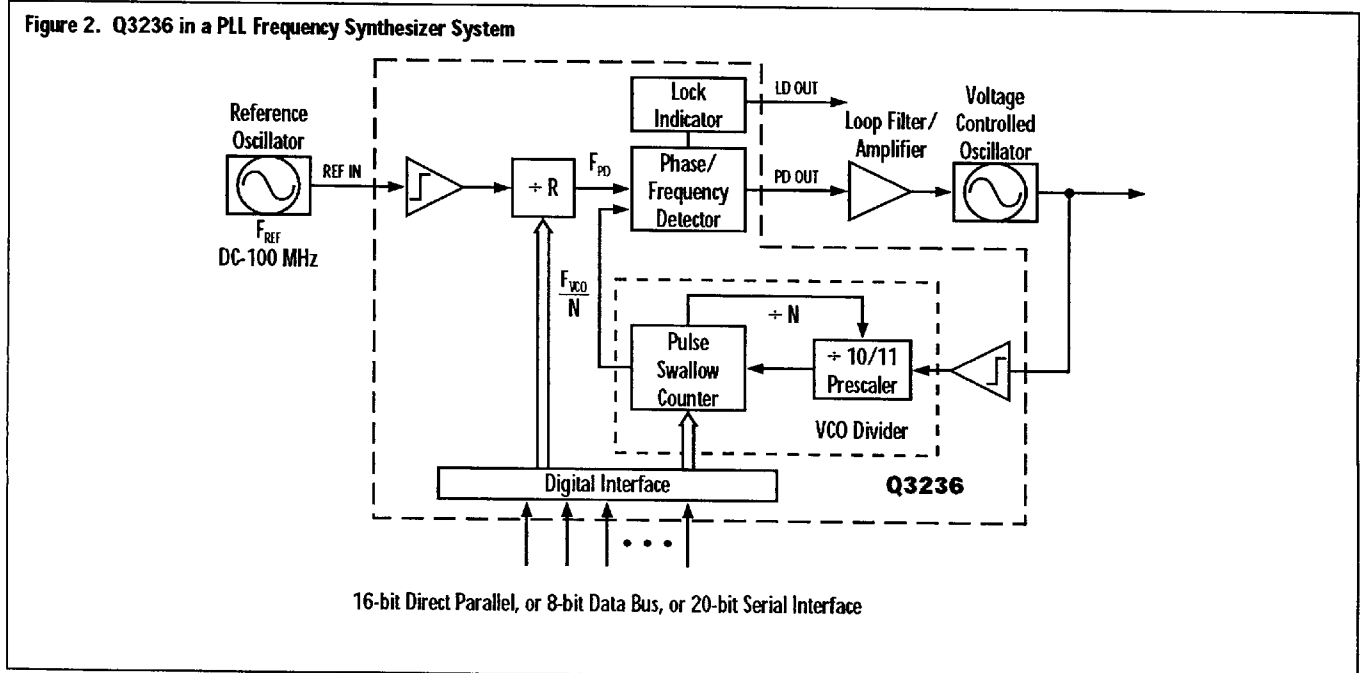 Figure 2. Q3236 in a PLL Frequency Synthesizer System
Reference
Oscillator
F_REF
DC-100 MHz
REF IN
÷ R
F_PD
Lock
Indicator
LD OUT
Phase/
Frequency
Detector
PD OUT
Loop Filter/
Amplifier
Voltage
Controlled
Oscillator
F_VCO
N
Pulse
Swallow
Counter
÷ N
÷ 10/11
Prescaler
VCO Divider
Digital Interface
Q3236
16-bit Direct Parallel, or 8-bit Data Bus, or 20-bit Serial Interface